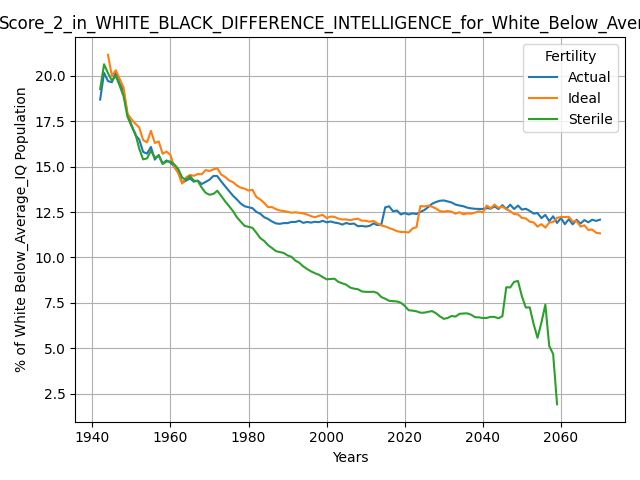 Score_2_in_WHITE_BLACK_DIFFERENCE_INTELLIGENCE_for_White_Below_Aver
Fertility
Actual
Ideal
Sterile
% of White Below_Average_IQ Population
20.0
17.5
15.0
12.5
10.0
7.5
5.0
2.5
1940 1960 1980 2000 2020 2040 2060
Years